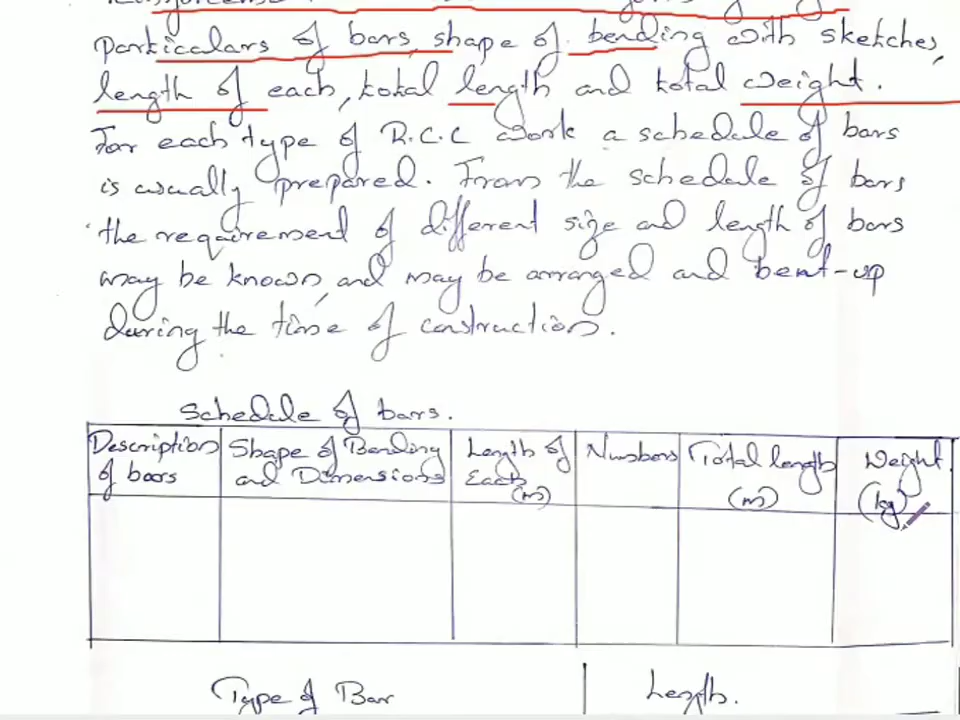 particulars of bars, shape of bending with sketches,
length of each, total length and total weight.
For each type of R.C.C work a schedule of bars
is usually prepared. From the schedule of bars
the requirement of different size and length of bars
may be known, and may be arranged and bent-up
during the time of construction.
Schedule of bars.
Description of bars
Shape of Bending and Dimensions
Length of Each (m)
Numbers
Total length (m)
Weight (kg)
Type of Bar
Length.